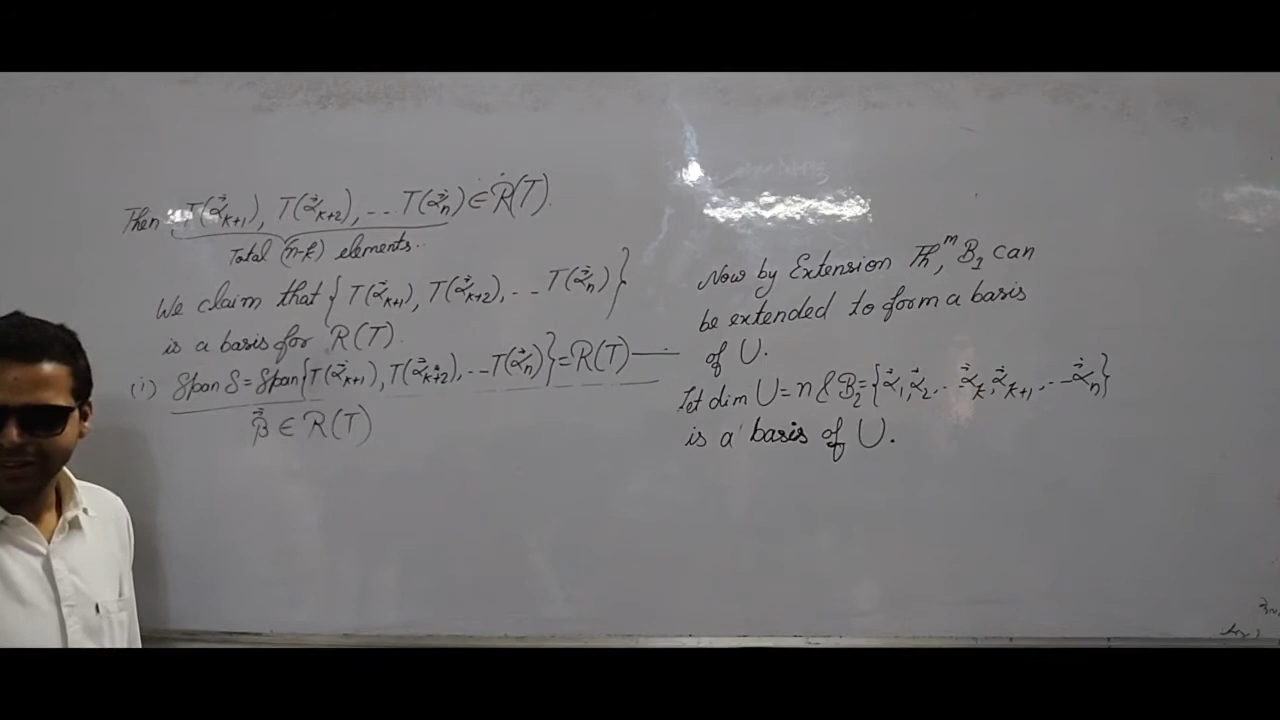 Then T(α⃗ₖ₊₁), T(α⃗ₖ₊₂), ... T(α⃗ₙ) ∈ R(T).
Total (n-k) elements..
We claim that {T(α⃗ₖ₊₁), T(α⃗ₖ₊₂), ... T(α⃗ₙ)}
is a basis for R(T).
(i) Span S = Span{T(α⃗ₖ₊₁), T(α⃗ₖ₊₂), ... T(α⃗ₙ)} = R(T) —
β⃗ ∈ R(T)
Now by Extension Thᵐ, B₁ can
be extended to form a basis
of U.
Let dim U = n & B₂ = {α⃗₁, α⃗₂, .. α⃗ₖ, α⃗ₖ₊₁, ... α⃗ₙ}
is a basis of U.